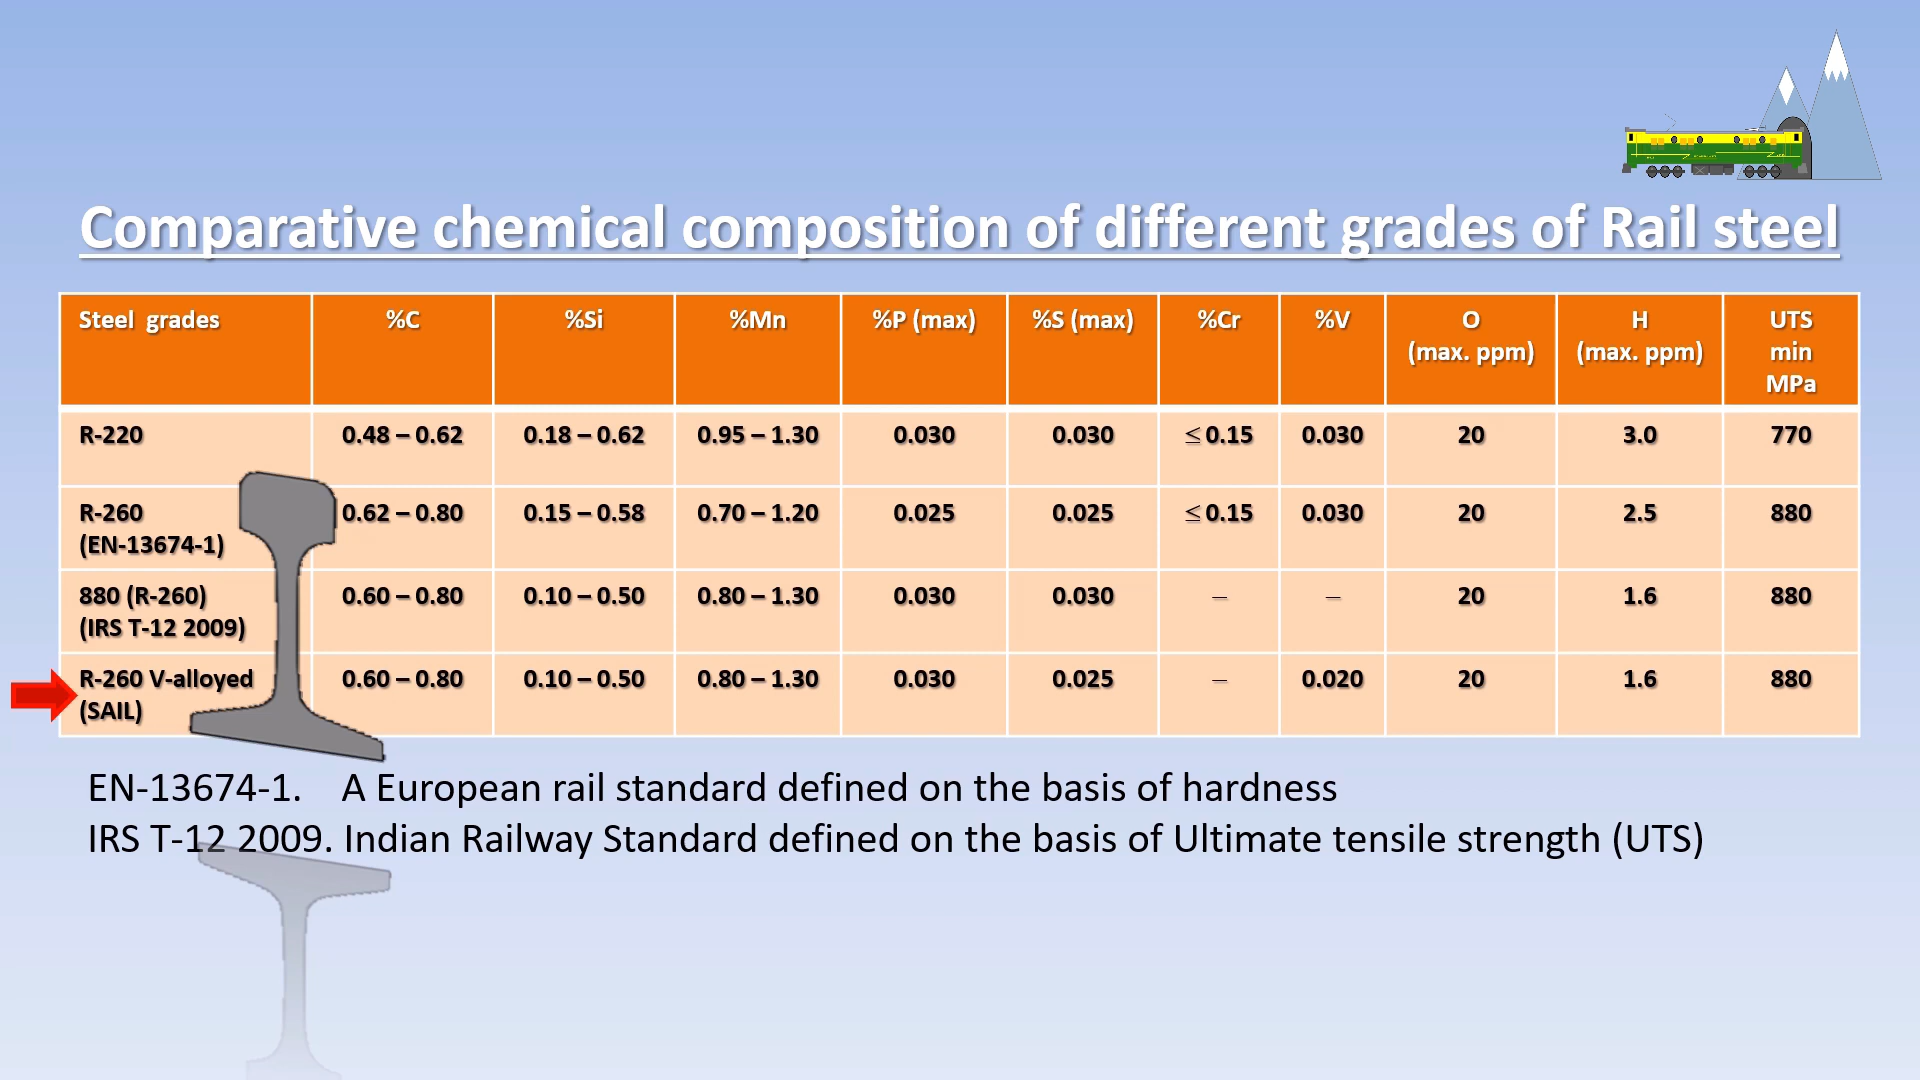 Comparative chemical composition of different grades of Rail steel
Steel grades %C %Si %Mn %P (max) %S (max) %Cr %V O (max. ppm) H (max. ppm) UTS min MPa
R-220 0.48 – 0.62 0.18 – 0.62 0.95 – 1.30 0.030 0.030 ≤ 0.15 0.030 20 3.0 770
R-260 (EN-13674-1) 0.62 – 0.80 0.15 – 0.58 0.70 – 1.20 0.025 0.025 ≤ 0.15 0.030 20 2.5 880
880 (R-260) (IRS T-12 2009) 0.60 – 0.80 0.10 – 0.50 0.80 – 1.30 0.030 0.030 – – 20 1.6 880
R-260 V-alloyed (SAIL) 0.60 – 0.80 0.10 – 0.50 0.80 – 1.30 0.030 0.025 – 0.020 20 1.6 880
EN-13674-1. A European rail standard defined on the basis of hardness
IRS T-12 2009. Indian Railway Standard defined on the basis of Ultimate tensile strength (UTS)